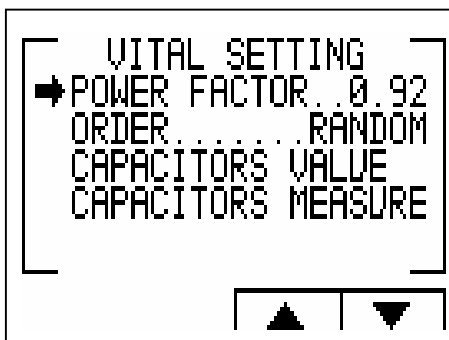 VITAL SETTING
POWER FACTOR..0.92
ORDER.......RANDOM
CAPACITORS VALUE
CAPACITORS MEASURE